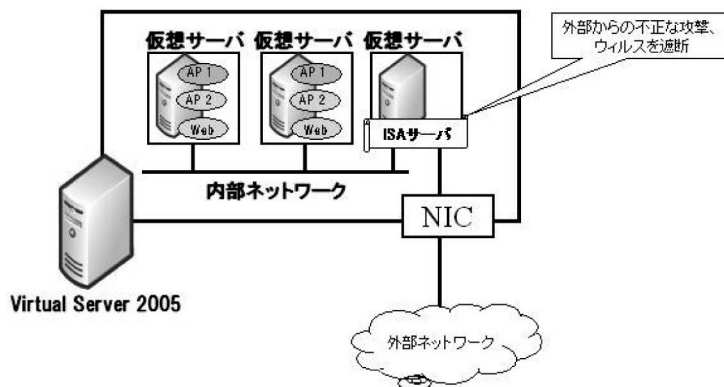 外部からの不正な攻撃、
ウィルスを遮断
仮想サーバ
仮想サーバ
仮想サーバ
AP 1
AP 2
Web
AP 1
AP 2
Web
ISAサーバ
内部ネットワーク
NIC
Virtual Server 2005
外部ネットワーク